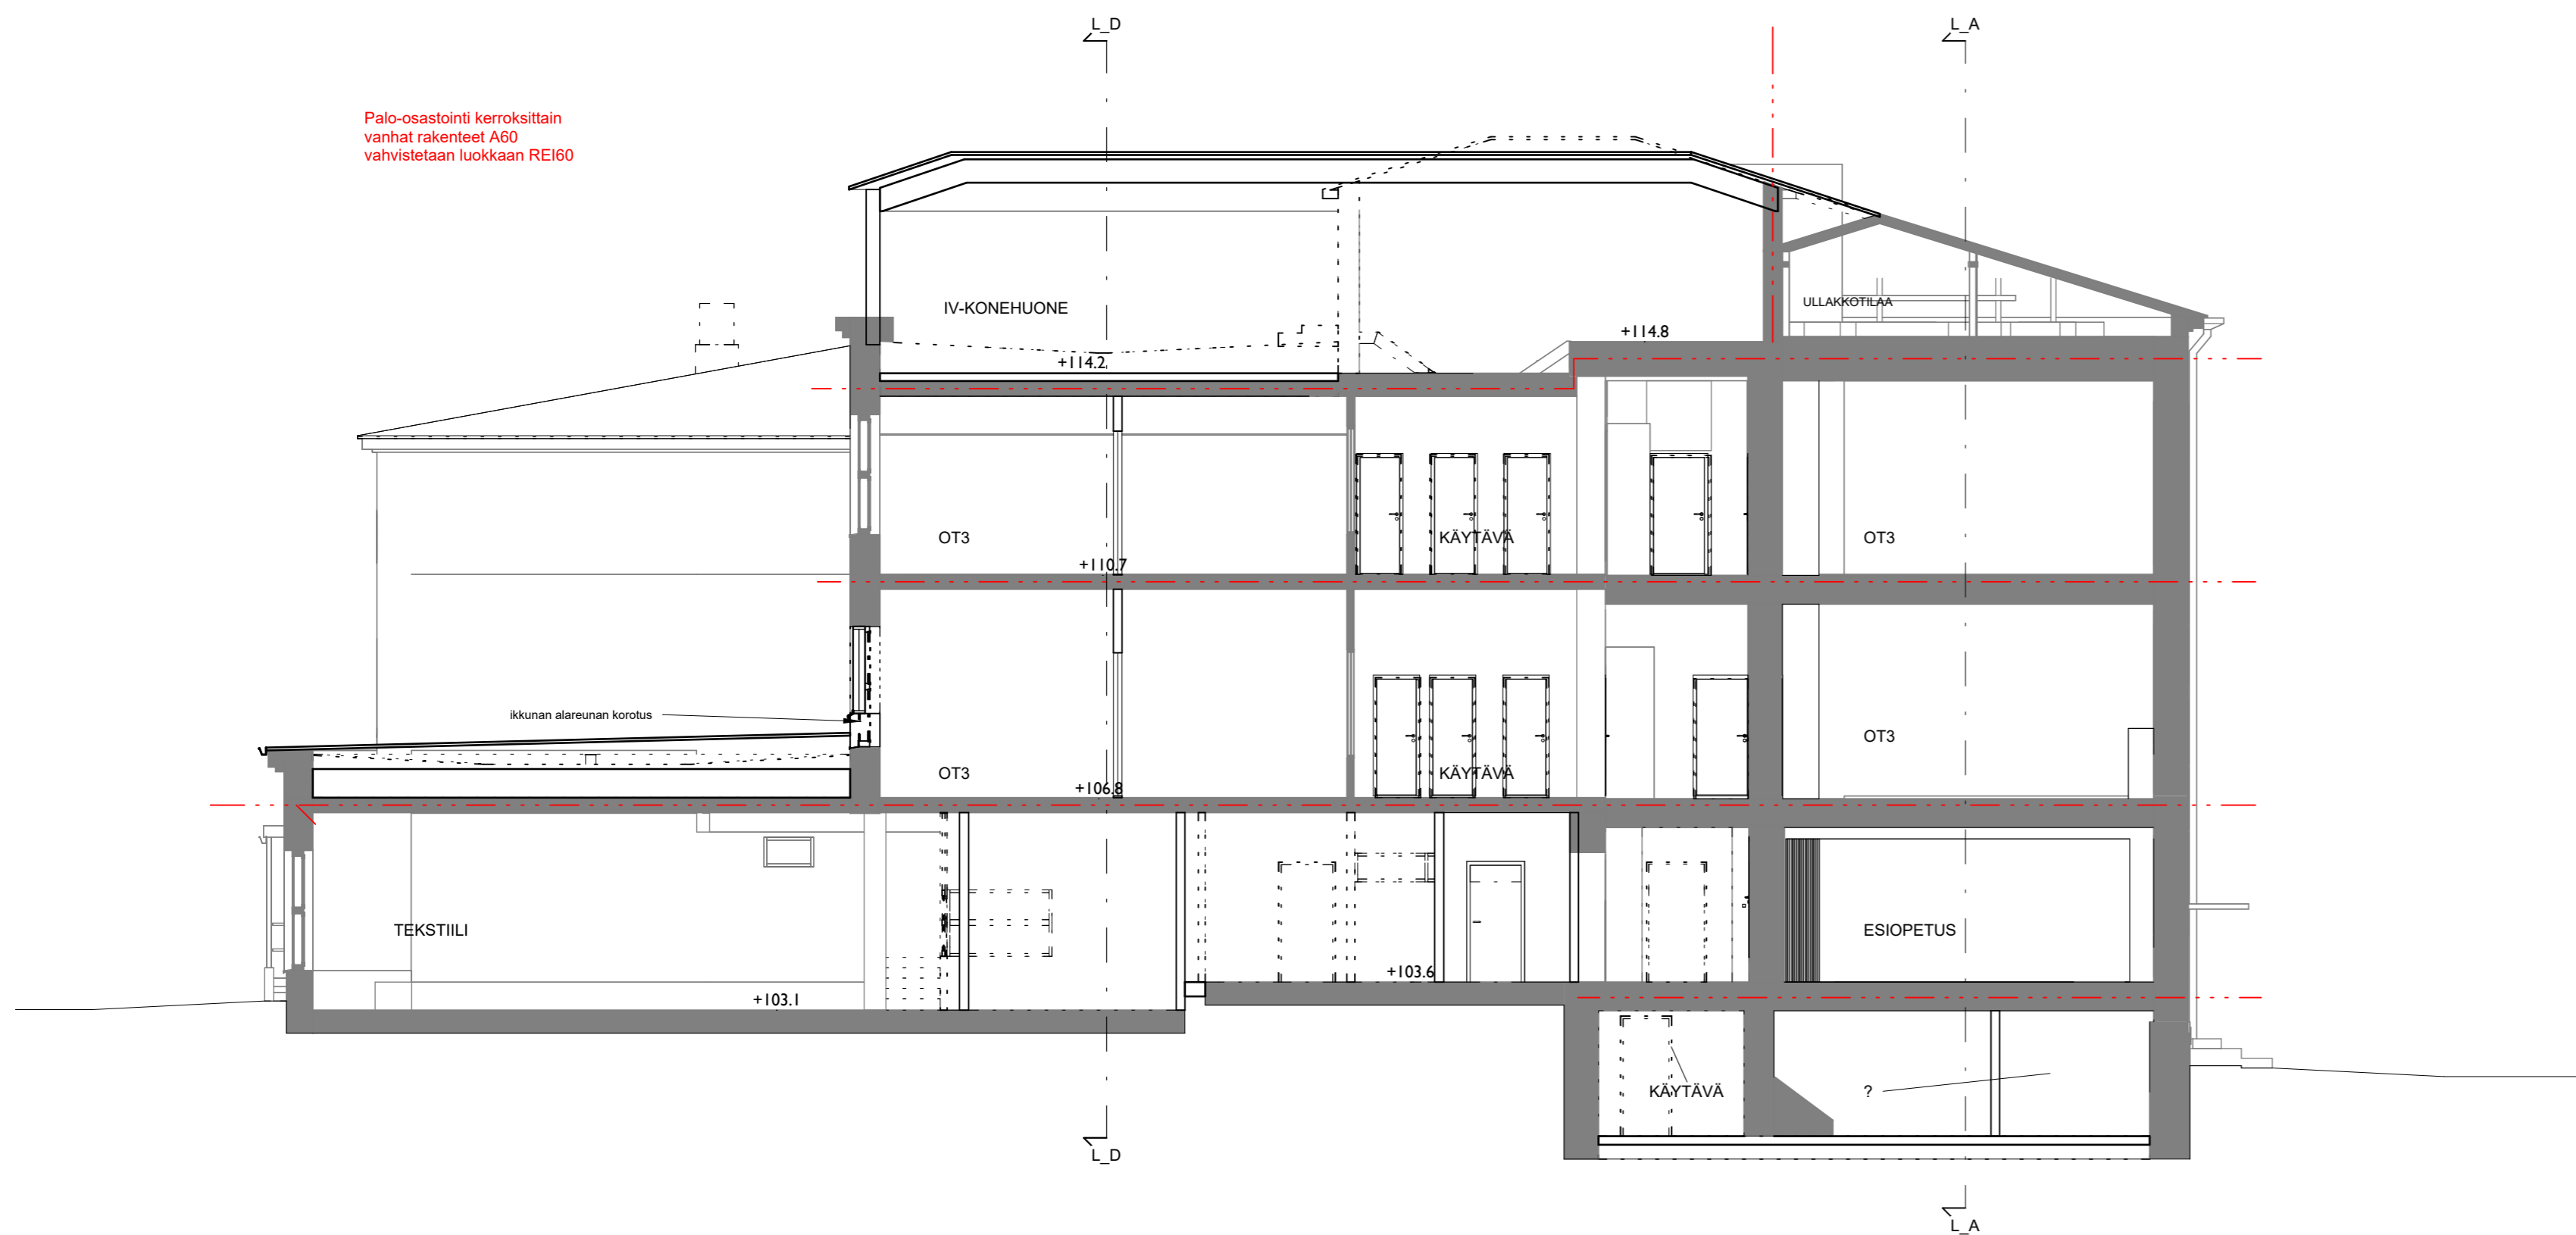 L_D
L_A
Palo-osastointi kerroksittain
vanhat rakenteet A60
vahvistetaan luokkaan REI60
IV-KONEHUONE
ULLAKKOTILAA
+114.8
+114.2
OT3
KÄYTÄVÄ
OT3
+110.7
ikkunan alareunan korotus
OT3
OT3
KÄYTÄVÄ
+106.8
TEKSTIILI
ESIOPETUS
+103.6
+103.1
KÄYTÄVÄ
?
L_D
L_A